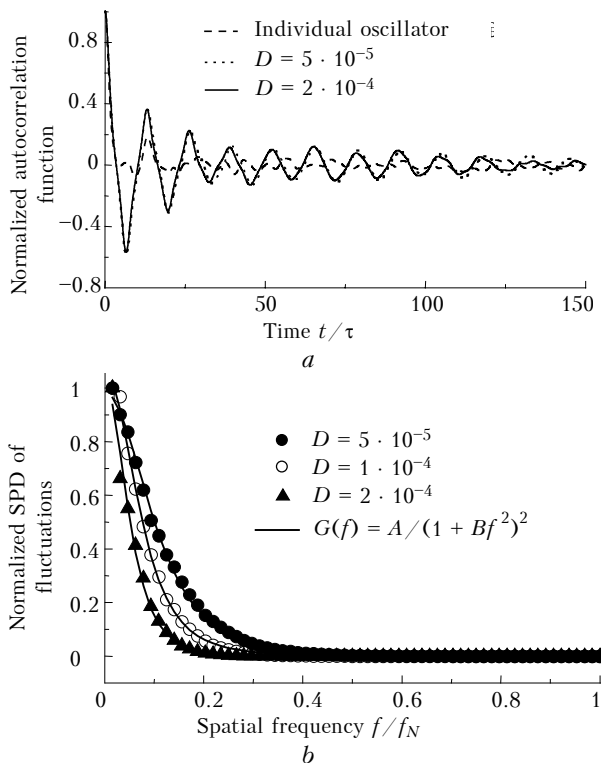 Individual oscillator
D = 5 · 10⁻⁵
D = 2 · 10⁻⁴
Normalized autocorrelation
function
0.8
0.4
0
−0.4
−0.8
0 50 100 150
Time t/τ
a
D = 5 · 10⁻⁵
D = 1 · 10⁻⁴
D = 2 · 10⁻⁴
G(f) = A/(1 + Bf²)²
Normalized SPD of
fluctuations
1
0.8
0.6
0.4
0.2
0
0 0.2 0.4 0.6 0.8 1
Spatial frequency f/f_N
b